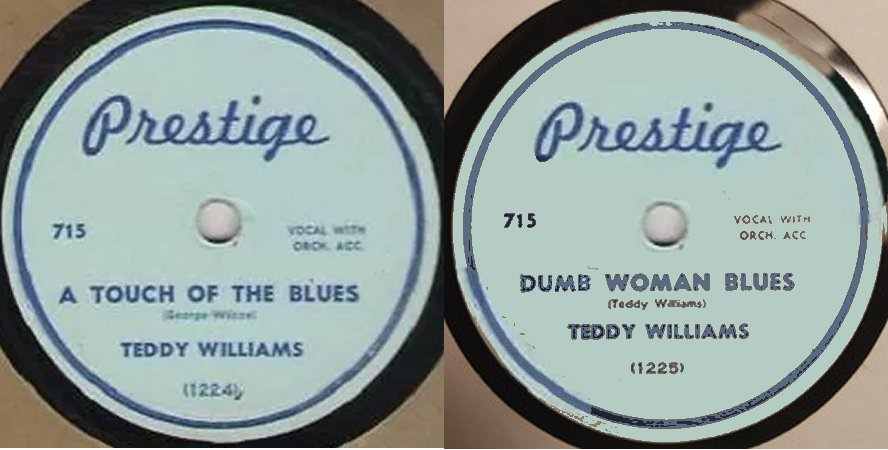 Prestige
715
VOCAL WITH
ORCH. ACC.
A TOUCH OF THE BLUES
TEDDY WILLIAMS
(1224)
Prestige
715
VOCAL WITH
ORCH. ACC
DUMB WOMAN BLUES
(Teddy Williams)
TEDDY WILLIAMS
(1225)